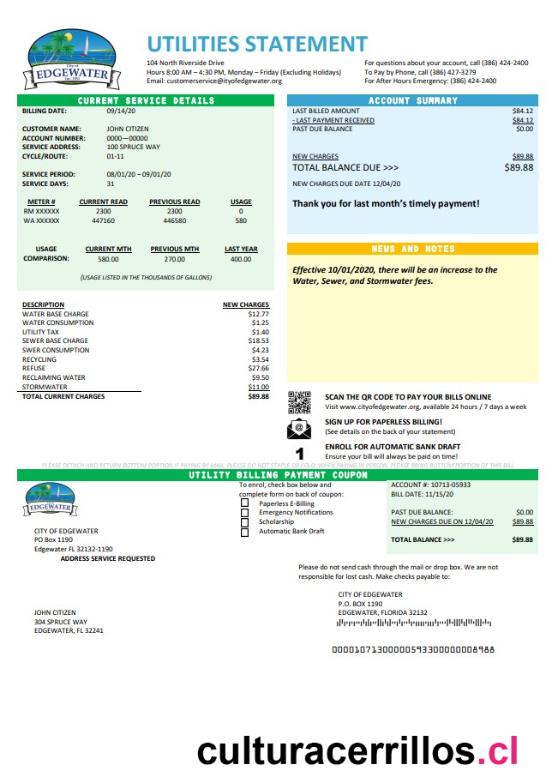 City of
EDGEWATER
UTILITIES STATEMENT
104 North Riverside Drive
Hours 8:00 AM – 4:30 PM, Monday – Friday (Excluding Holidays)
Email: customerservice@cityofedgewater.org
For questions about your account, call (386) 424-2400
To Pay by Phone, call (386) 427-3279
For After Hours Emergency: (386) 424-2400
CURRENT SERVICE DETAILS
BILLING DATE: 09/14/20
CUSTOMER NAME: JOHN CITIZEN
ACCOUNT NUMBER: 0000—00000
SERVICE ADDRESS: 100 SPRUCE WAY
CYCLE/ROUTE: 01-11
SERVICE PERIOD: 08/01/20 – 09/01/20
SERVICE DAYS: 31
METER # CURRENT READ PREVIOUS READ USAGE
RM XXXXXX 2300 2300 0
WA XXXXXX 447160 446580 580
USAGE CURRENT MTH PREVIOUS MTH LAST YEAR
COMPARISON: 580.00 270.00 400.00
(USAGE LISTED IN THE THOUSANDS OF GALLONS)
DESCRIPTION NEW CHARGES
WATER BASE CHARGE $12.77
WATER CONSUMPTION $1.25
UTILITY TAX $1.40
SEWER BASE CHARGE $18.53
SWER CONSUMPTION $4.23
RECYCLING $3.54
REFUSE $27.66
RECLAIMING WATER $9.50
STORMWATER $11.00
TOTAL CURRENT CHARGES $89.88
ACCOUNT SUMMARY
LAST BILLED AMOUNT $84.12
- LAST PAYMENT RECEIVED $84.12
PAST DUE BALANCE $0.00
NEW CHARGES $89.88
TOTAL BALANCE DUE >>> $89.88
NEW CHARGES DUE DATE 12/04/20
Thank you for last month's timely payment!
NEWS AND NOTES
Effective 10/01/2020, there will be an increase to the
Water, Sewer, and Stormwater fees.
SCAN THE QR CODE TO PAY YOUR BILLS ONLINE
Visit www.cityofedgewater.org, available 24 hours / 7 days a week
SIGN UP FOR PAPERLESS BILLING!
(See details on the back of your statement)
1
ENROLL FOR AUTOMATIC BANK DRAFT
Ensure your bill will always be paid on time!
PLEASE DETACH AND RETURN BOTTOM PORTION IF PAYING BY MAIL. PLEASE DO NOT STAPLE OR FOLD. WHEN PAYING IN PERSON, PLEASE BRING BOTTOM PORTION OF THIS BILL
UTILITY BILLING PAYMENT COUPON
EDGEWATER
To enrol, check box below and
complete form on back of coupon:
Paperless E-Billing
Emergency Notifications
Scholarship
Automatic Bank Draft
ACCOUNT #: 10713-05933
BILL DATE: 11/15/20
PAST DUE BALANCE: $0.00
NEW CHARGES DUE ON 12/04/20 $89.88
TOTAL BALANCE >>> $89.88
CITY OF EDGEWATER
PO Box 1190
Edgewater FL 32132-1190
ADDRESS SERVICE REQUESTED
Please do not send cash through the mail or drop box. We are not
responsible for lost cash. Make checks payable to:
CITY OF EDGEWATER
P.O. BOX 1190
EDGEWATER, FLORIDA 32132
JOHN CITIZEN
304 SPRUCE WAY
EDGEWATER, FL 32241
culturacerrillos.cl